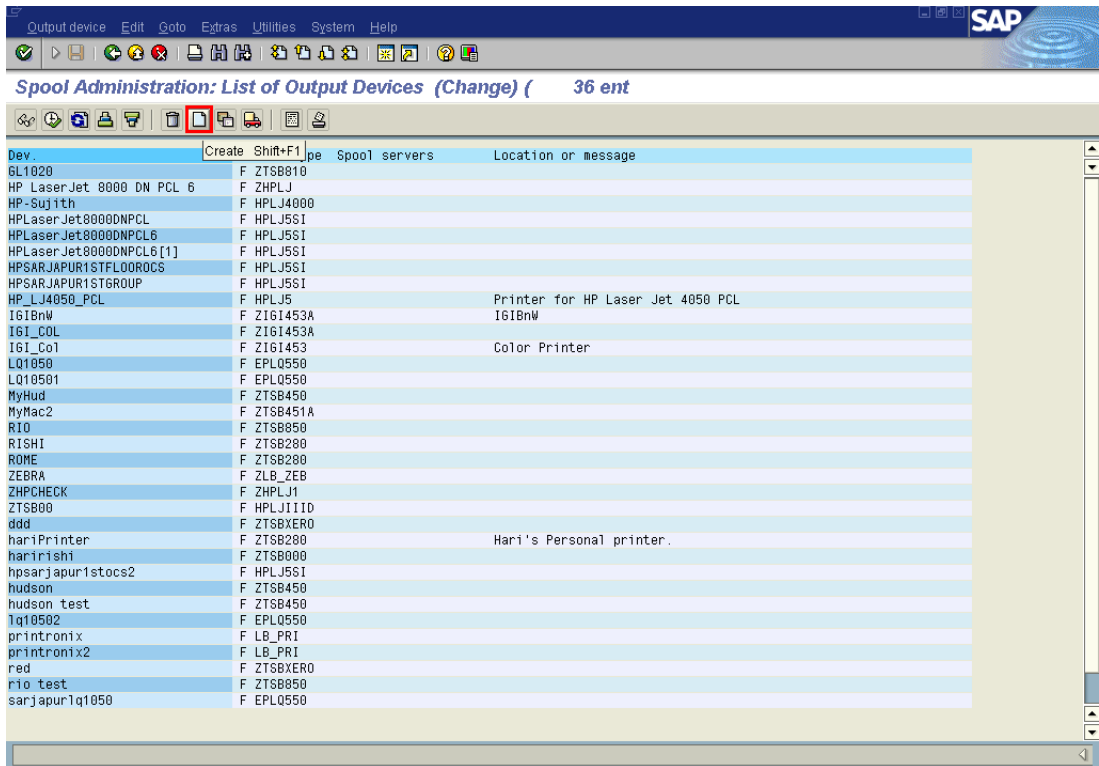 Output device Edit Goto Extras Utilities System Help
SAP
Spool Administration: List of Output Devices (Change) ( 36 ent
Create Shift+F1
Dev. pe Spool servers Location or message
GL1020 F ZTSB810
HP LaserJet 8000 DN PCL 6 F ZHPLJ
HP-Sujith F HPLJ4000
HPLaserJet8000DNPCL F HPLJ5SI
HPLaserJet8000DNPCL6 F HPLJ5SI
HPLaserJet8000DNPCL6[1] F HPLJ5SI
HPSARJAPUR1STFLOOROCS F HPLJ5SI
HPSARJAPUR1STGROUP F HPLJ5SI
HP_LJ4050_PCL F HPLJ5 Printer for HP Laser Jet 4050 PCL
IGIBnW F ZIGI453A IGIBnW
IGI_COL F ZIGI453A
IGI_Col F ZIGI453 Color Printer
LQ1050 F EPLQ550
LQ10501 F EPLQ550
MyHud F ZTSB450
MyMac2 F ZTSB451A
RIO F ZTSB850
RISHI F ZTSB280
ROME F ZTSB280
ZEBRA F ZLB_ZEB
ZHPCHECK F ZHPLJ1
ZTSB00 F HPLJIIID
ddd F ZTSBXERO
hariPrinter F ZTSB280 Hari's Personal printer.
haririshi F ZTSB000
hpsarjapur1stocs2 F HPLJ5SI
hudson F ZTSB450
hudson test F ZTSB450
lq10502 F EPLQ550
printronix F LB_PRI
printronix2 F LB_PRI
red F ZTSBXERO
rio test F ZTSB850
sarjapurlq1050 F EPLQ550